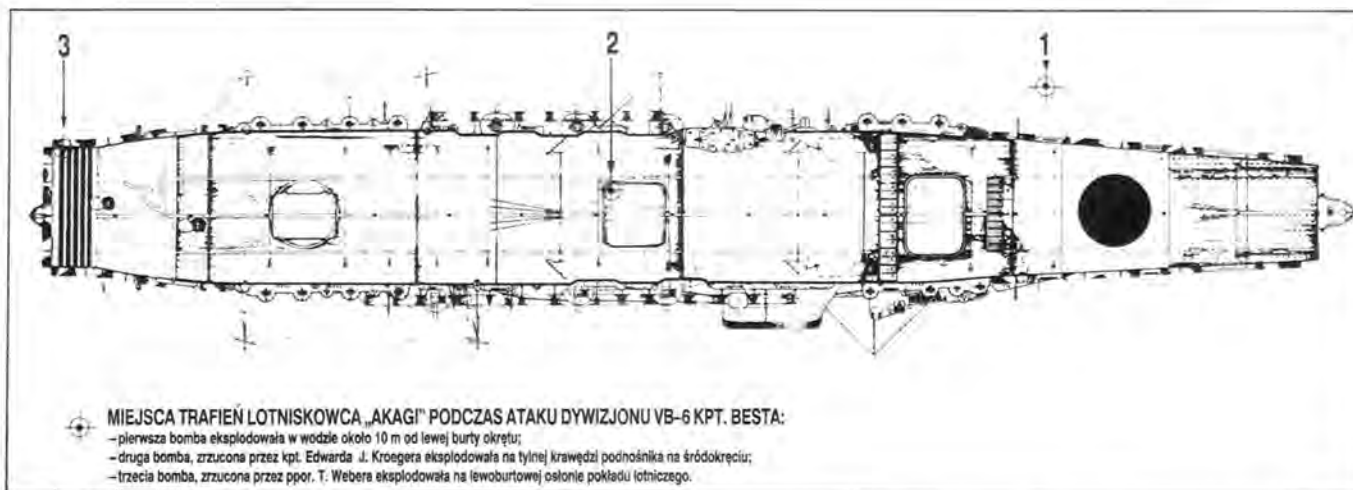 3 2 1
MIEJSCA TRAFIEŃ LOTNISKOWCA „AKAGI” PODCZAS ATAKU DYWIZJONU VB–6 KPT. BESTA:
– pierwsza bomba eksplodowała w wodzie około 10 m od lewej burty okrętu;
– druga bomba, zrzucona przez kpt. Edwarda J. Kroegera eksplodowała na tylnej krawędzi podnośnika na śródokręciu;
– trzecia bomba, zrzucona przez ppor. T. Webera eksplodowała na lewoburtowej osłonie pokładu lotniczego.